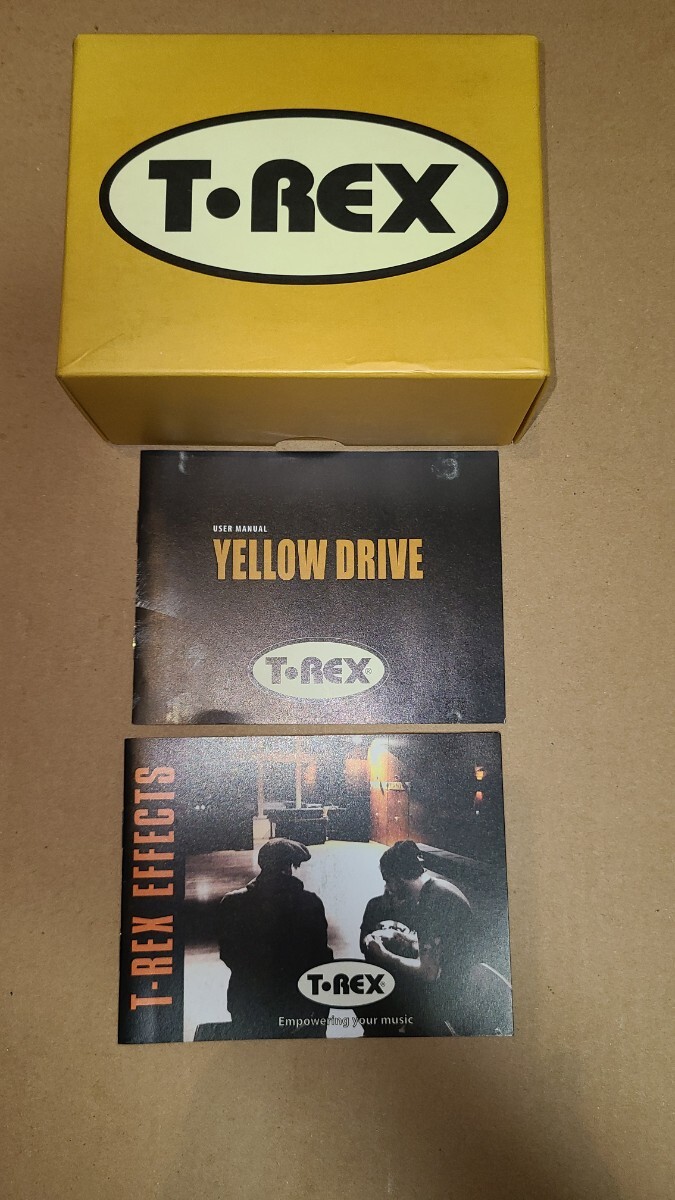 T•REX
USER MANUAL
YELLOW DRIVE
T•REX®
T-REX EFFECTS
T•REX®
Empowering your music